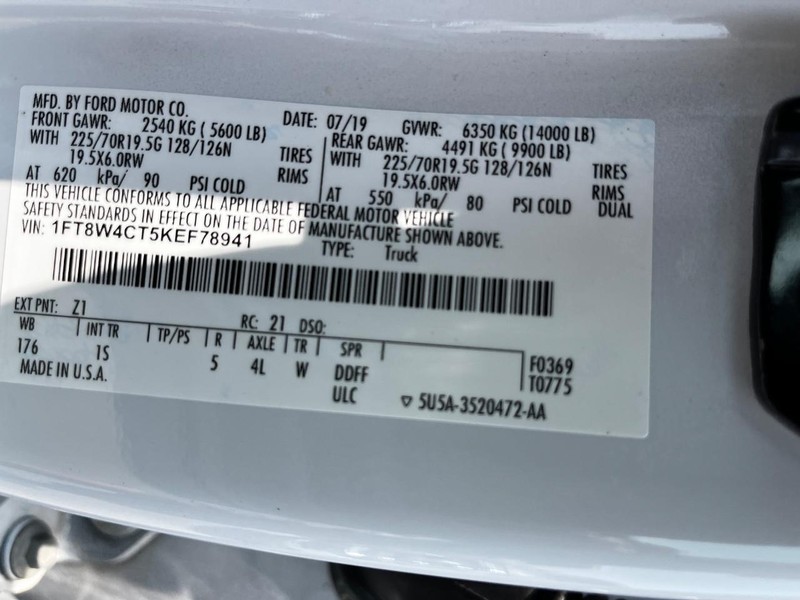 MFD. BY FORD MOTOR CO.
DATE: 07/19 GVWR: 6350 KG (14000 LB)
FRONT GAWR: 2540 KG ( 5600 LB)
WITH 225/70R19.5G 128/126N TIRES
19.5X6.0RW RIMS
AT 620 kPa/ 90 PSI COLD
REAR GAWR: 4491 KG ( 9900 LB)
WITH 225/70R19.5G 128/126N TIRES
19.5X6.0RW RIMS
AT 550 kPa/ 80 PSI COLD DUAL
THIS VEHICLE CONFORMS TO ALL APPLICABLE FEDERAL MOTOR VEHICLE
SAFETY STANDARDS IN EFFECT ON THE DATE OF MANUFACTURE SHOWN ABOVE.
VIN: 1FT8W4CT5KEF78941
TYPE: Truck
EXT PNT: Z1 RC: 21 DSO:
WB INT TR TP/PS R AXLE TR SPR
176 1S 5 4L W DDFF
ULC
F0369
T0775
MADE IN U.S.A.
5U5A-3520472-AA